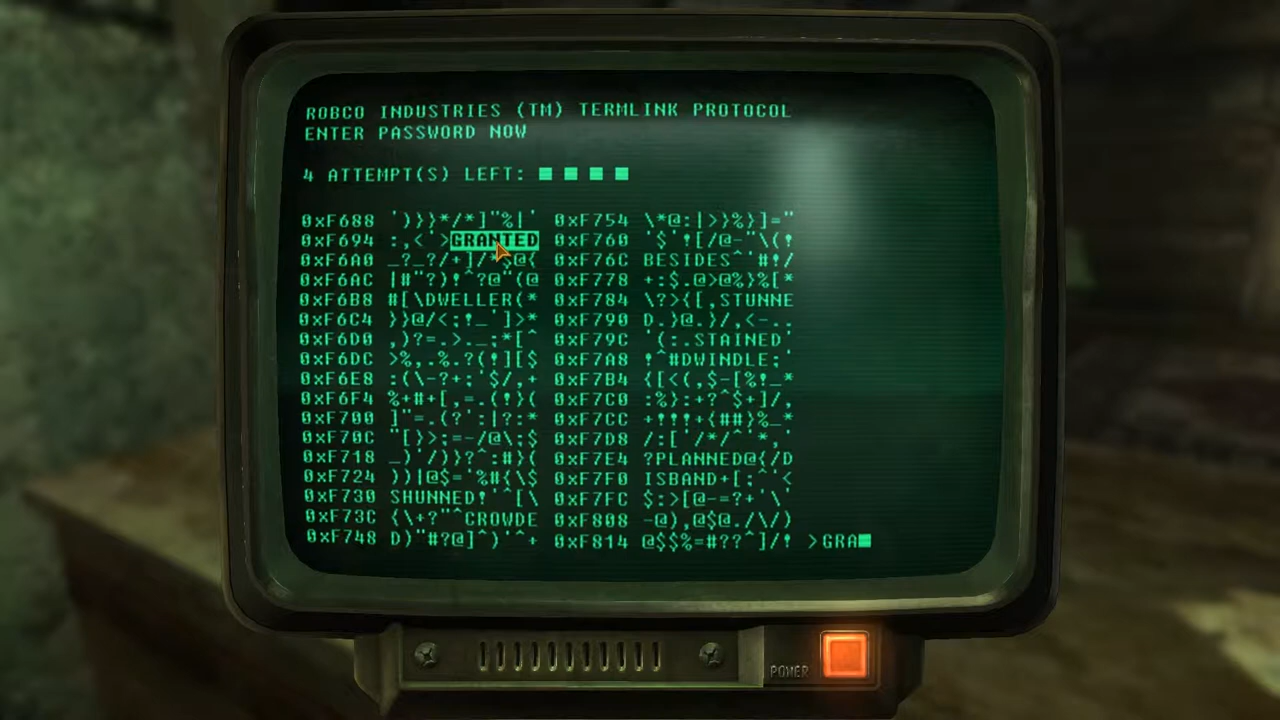 ROBCO INDUSTRIES (TM) TERMLINK PROTOCOL
ENTER PASSWORD NOW
4 ATTEMPT(S) LEFT: ■ ■ ■ ■
0xF688 ')}}*/*]"%|' 0xF754 \*@:|>}%}]="
0xF694 :,<'>GRANTED 0xF760 '$'![/@-"\(!
0xF6A0 _?_?/+]/*$@{ 0xF76C BESIDES^'#!/
0xF6AC |#"?)!^?@"(@ 0xF778 +:$.@>@%}%[*
0xF6B8 #[\DWELLER(* 0xF784 \?>{[,STUNNE
0xF6C4 }}@/<;!_']>* 0xF790 D.}@.}/,<-.;
0xF6D0 ,)?=.>._;*[^ 0xF79C '(:.STAINED'
0xF6DC >%,.%.?(!][$ 0xF7A8 !^#DWINDLE;'
0xF6E8 :(\-?+;'$/,+ 0xF7B4 {[<(,$-[%!_*
0xF6F4 %+#+[,=.(!}( 0xF7C0 :%}:+?^$+]/,
0xF700 ]"=.(?':|?:* 0xF7CC +!!!+{##}%_*
0xF70C "[}>;=-/@\;$ 0xF7D8 /:['/*/^'*,'
0xF718 _)'/)}?^:#}( 0xF7E4 ?PLANNED@{/D
0xF724 ))|@$='%#{\$ 0xF7F0 ISBAND+[;^'<
0xF730 SHUNNED!'^[\ 0xF7FC $:>[@-=?+'\'
0xF73C {\+?"^CROWDE 0xF808 -@),@$@./\/)
0xF748 D)"#?@]^)'^+ 0xF814 @$$%=#??^]/! >GRA■
POWER